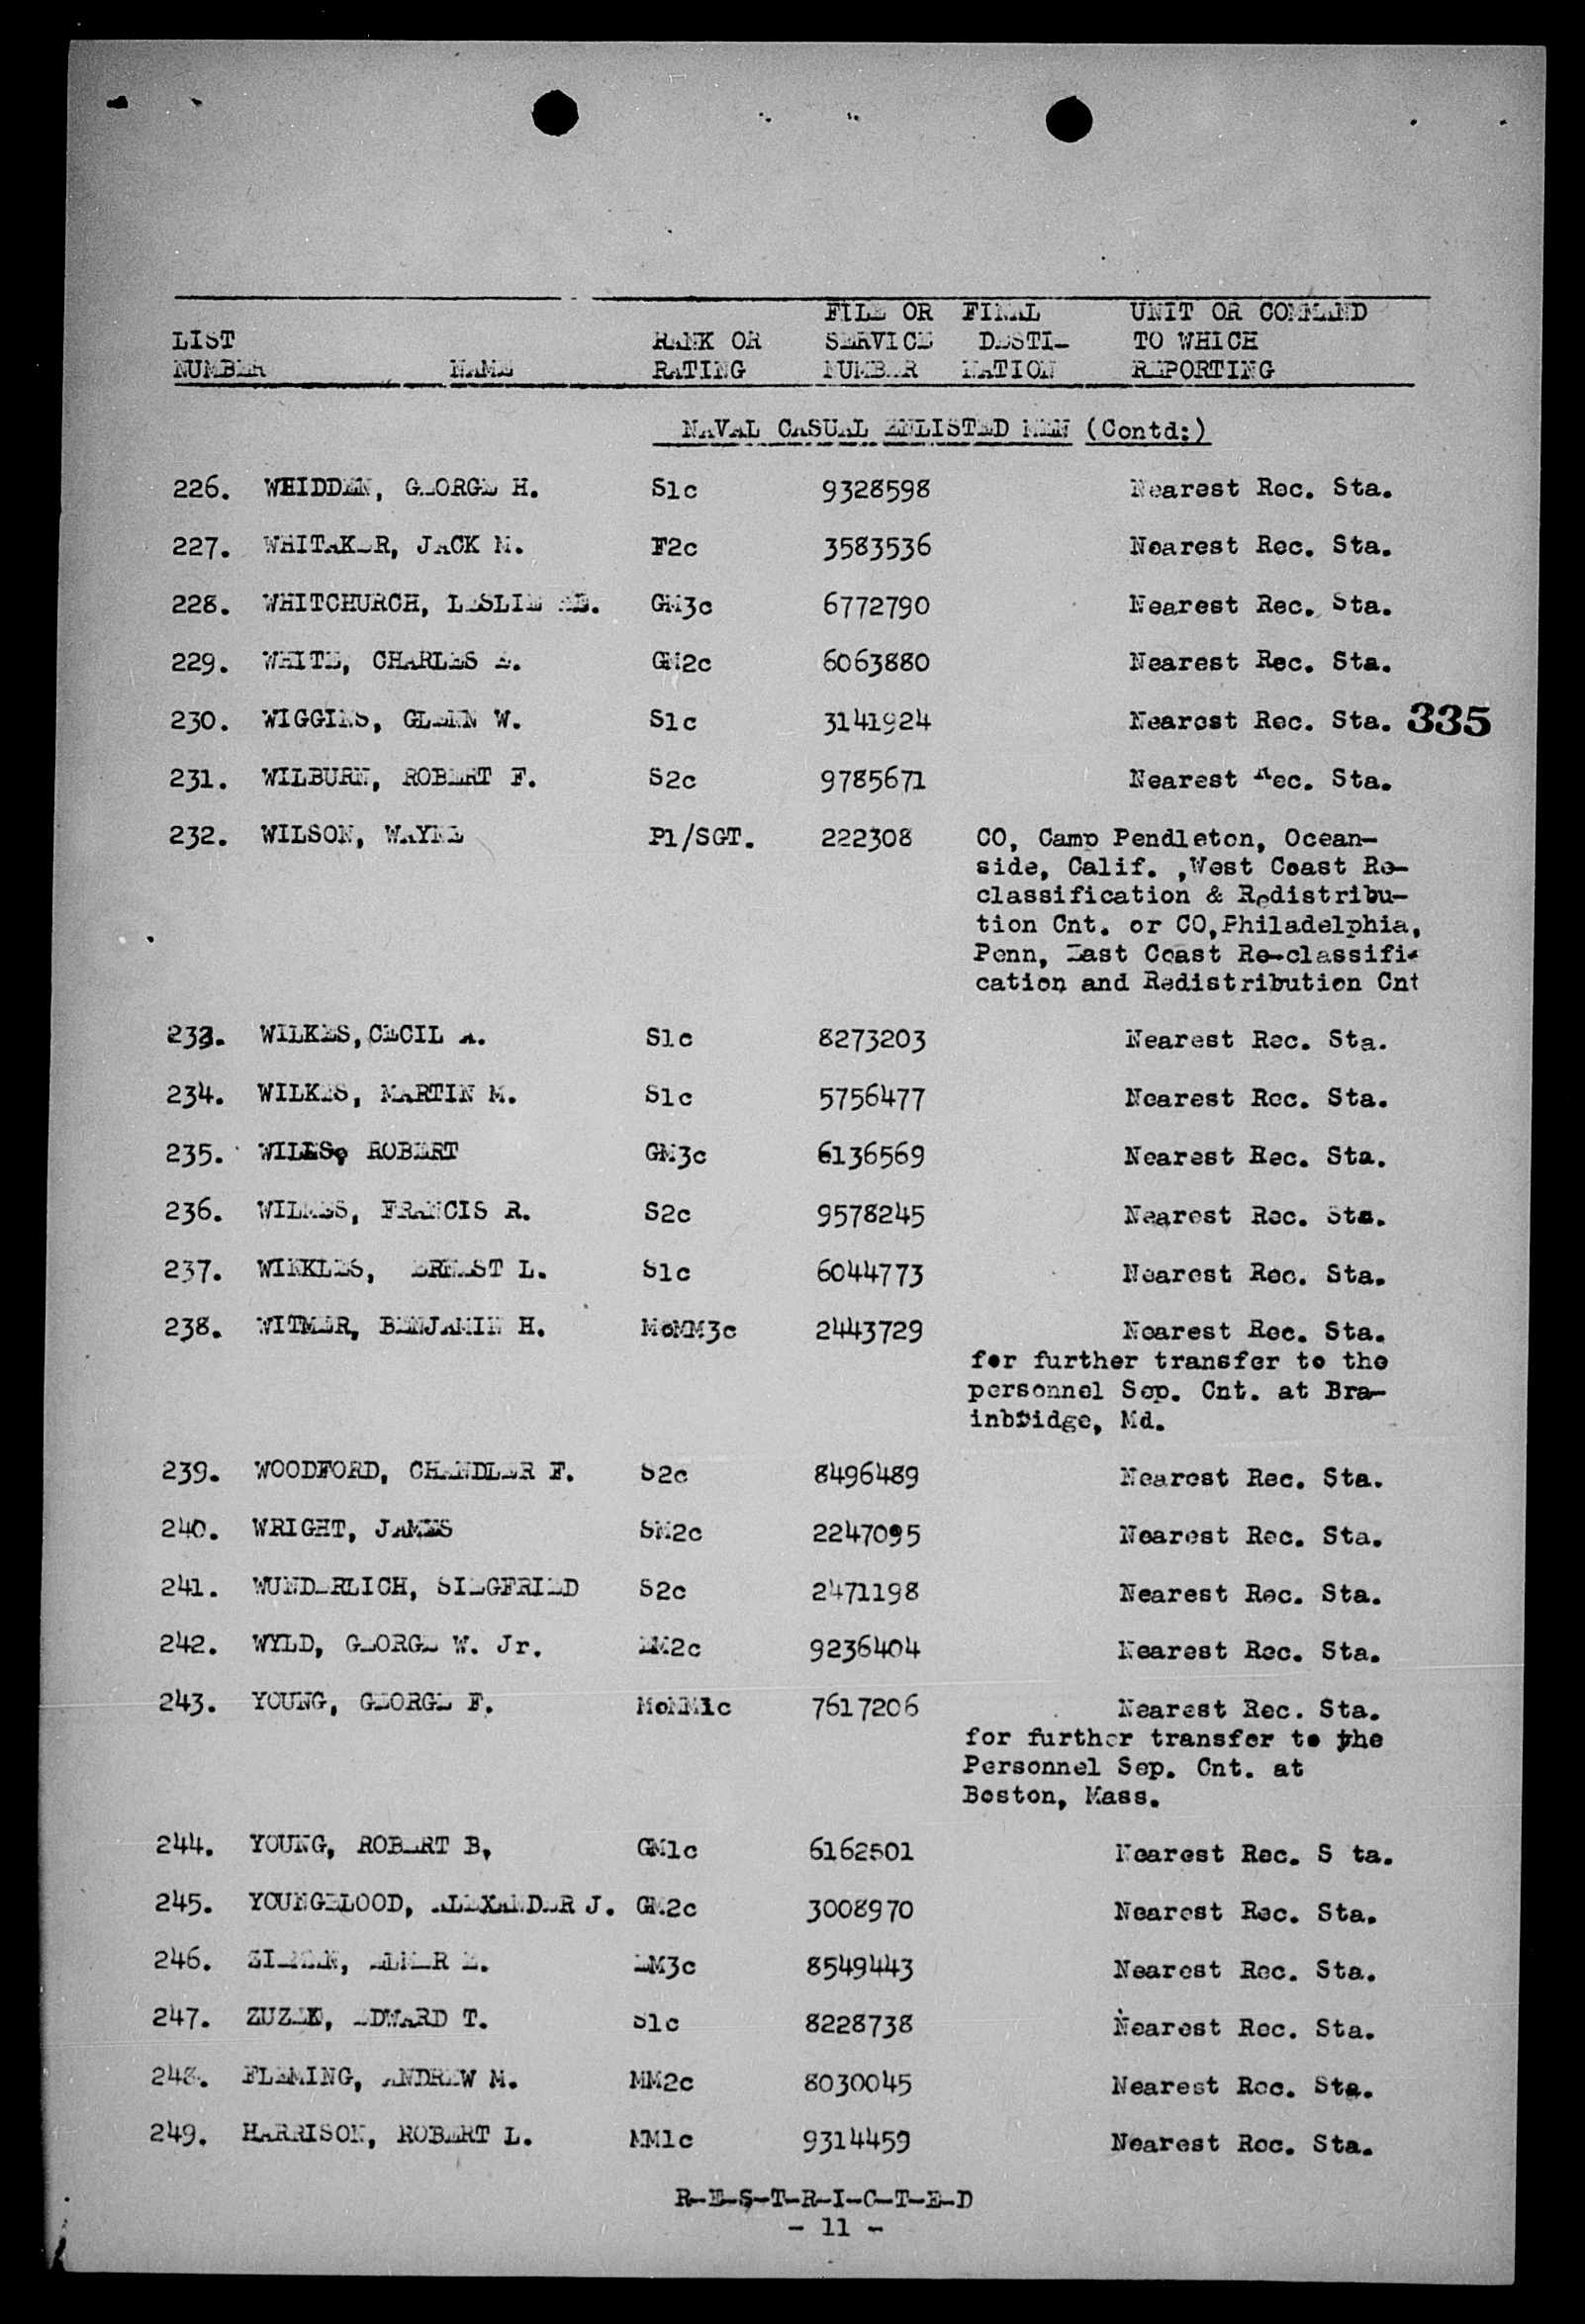 FILE OR FINAL UNIT OR COMMAND
LIST RANK OR SERVICE DESTI- TO WHICH
NUMBER NAME RATING NUMBER NATION REPORTING
NAVAL CASUAL ENLISTED MEN (Contd:)
226. WHIDDEN, GEORGE H. S1c 9328598 Nearest Rec. Sta.
227. WHITAKER, JACK M. F2c 3583536 Nearest Rec. Sta.
228. WHITCHURCH, LESLIE GM3c 6772790 Nearest Rec. Sta.
229. WHITE, CHARLES E. GM2c 6063880 Nearest Rec. Sta.
230. WIGGINS, GLENN W. S1c 3141924 Nearest Rec. Sta. 335
231. WILBURN, ROBERT F. S2c 9785671 Nearest Rec. Sta.
232. WILSON, WAYNE Pl/SGT. 222308 CO, Camp Pendleton, Ocean-
side, Calif. ,West Coast Re-
classification & Redistribu-
tion Cnt. or CO,Philadelphia,
Penn, East Coast Re-classifi-
cation and Redistribution Cnt
233. WILKES,CECIL A. S1c 8273203 Nearest Rec. Sta.
234. WILKES, MARTIN M. S1c 5756477 Nearest Rec. Sta.
235. WILES, ROBERT GM3c 6136569 Nearest Rec. Sta.
236. WILMES, FRANCIS R. S2c 9578245 Nearest Rec. Sta.
237. WINKLES, ERNEST L. S1c 6044773 Nearest Rec. Sta.
238. WITMER, BENJAMIN H. MoMM3c 2443729 Nearest Rec. Sta.
for further transfer to the
personnel Sep. Cnt. at Bra-
inbridge, Md.
239. WOODFORD, CHANDLER F. S2c 8496489 Nearest Rec. Sta.
240. WRIGHT, JAMES SM2c 2247095 Nearest Rec. Sta.
241. WUNDERLICH, SIEGFRIED S2c 2471198 Nearest Rec. Sta.
242. WYLD, GEORGE W. Jr. EM2c 9236404 Nearest Rec. Sta.
243. YOUNG, GEORGE F. MoMM1c 7617206 Nearest Rec. Sta.
for further transfer to the
Personnel Sep. Cnt. at
Boston, Mass.
244. YOUNG, ROBERT B, GM1c 6162501 Nearest Rec. S ta.
245. YOUNGBLOOD, ALEXANDER J. GM2c 3008970 Nearest Rec. Sta.
246. ELMER E. EM3c 8549443 Nearest Rec. Sta.
247. EDWARD T. S1c 8228738 Nearest Rec. Sta.
248. FLEMING, ANDREW M. MM2c 8030045 Nearest Rec. Sta.
249. HARRISON, ROBERT L. MM1c 9314459 Nearest Rec. Sta.
R-E-S-T-R-I-C-T-E-D
- 11 -